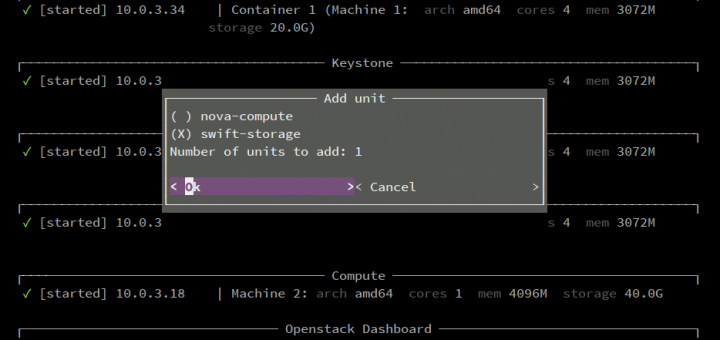 ✓ [started] 10.0.3.34 | Container 1 (Machine 1: arch amd64 cores 4 mem 3072M
storage 20.0G)
Keystone
✓ [started] 10.0.3 s 4 mem 3072M
Add unit
( ) nova-compute
(X) swift-storage
✓ [started] 10.0.3 Number of units to add: 1 s 4 mem 3072M
< Ok >< Cancel >
✓ [started] 10.0.3 s 4 mem 3072M
Compute
✓ [started] 10.0.3.18 | Machine 2: arch amd64 cores 1 mem 4096M storage 40.0G
Openstack Dashboard